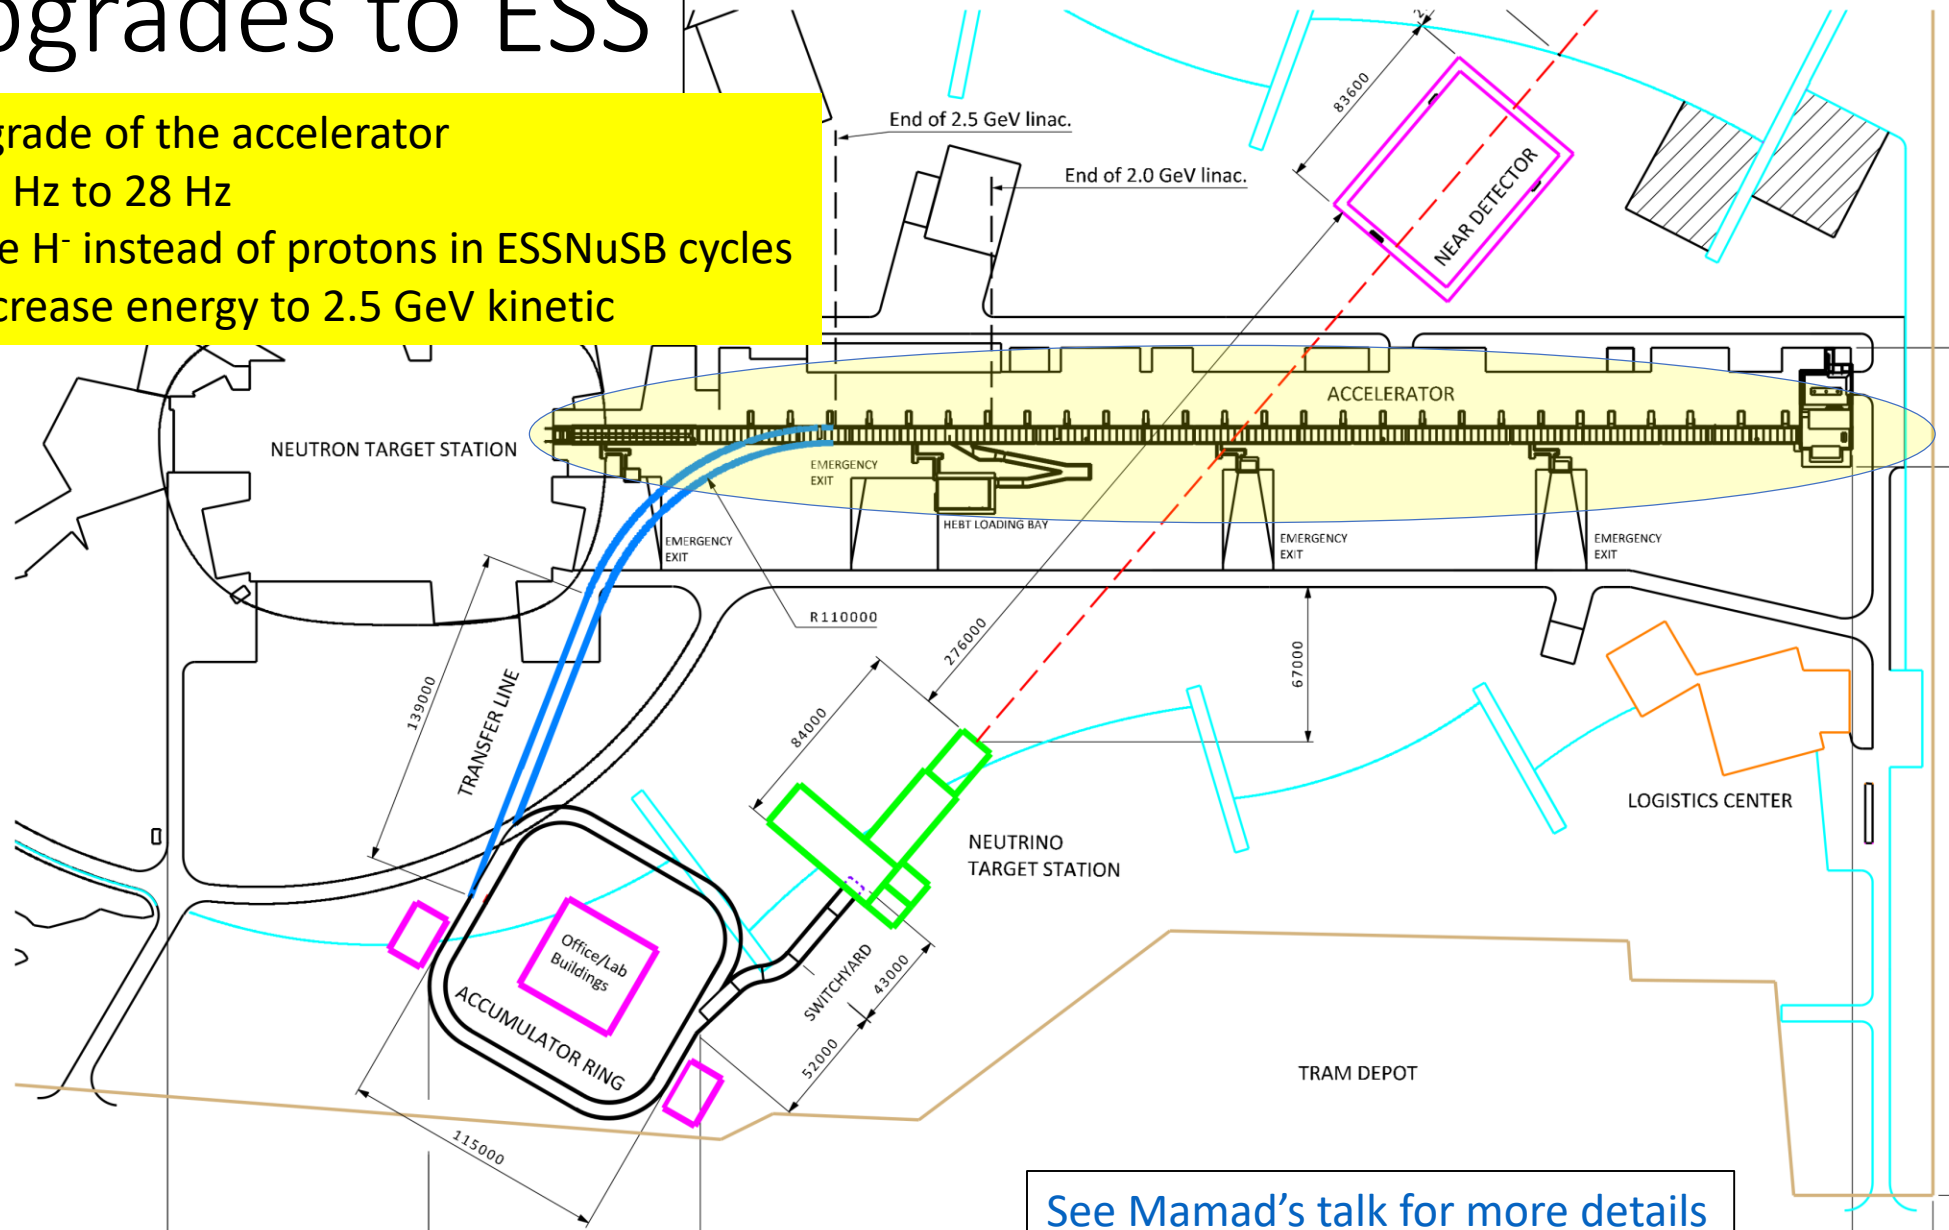 ogrades to ESS
grade of the accelerator
Hz to 28 Hz
e H⁻ instead of protons in ESSNuSB cycles
crease energy to 2.5 GeV kinetic
End of 2.5 GeV linac.
End of 2.0 GeV linac.
83600
NEAR DETECTOR
ACCELERATOR
NEUTRON TARGET STATION
EMERGENCY
EXIT
HEBT LOADING BAY
EMERGENCY
EXIT
EMERGENCY
EXIT
EMERGENCY
EXIT
R110000
276000
67000
139000
TRANSFER LINE
84000
LOGISTICS CENTER
NEUTRINO
TARGET STATION
Office/Lab
Buildings
ACCUMULATOR RING
SWITCHYARD
43000
52000
TRAM DEPOT
115000
See Mamad's talk for more details